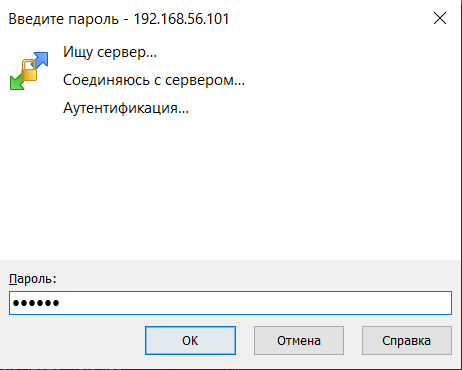 Введите пароль - 192.168.56.101
Ищу сервер...
Соединяюсь с сервером...
Аутентификация...
Пароль:
●●●●●●
OK
Отмена
Справка